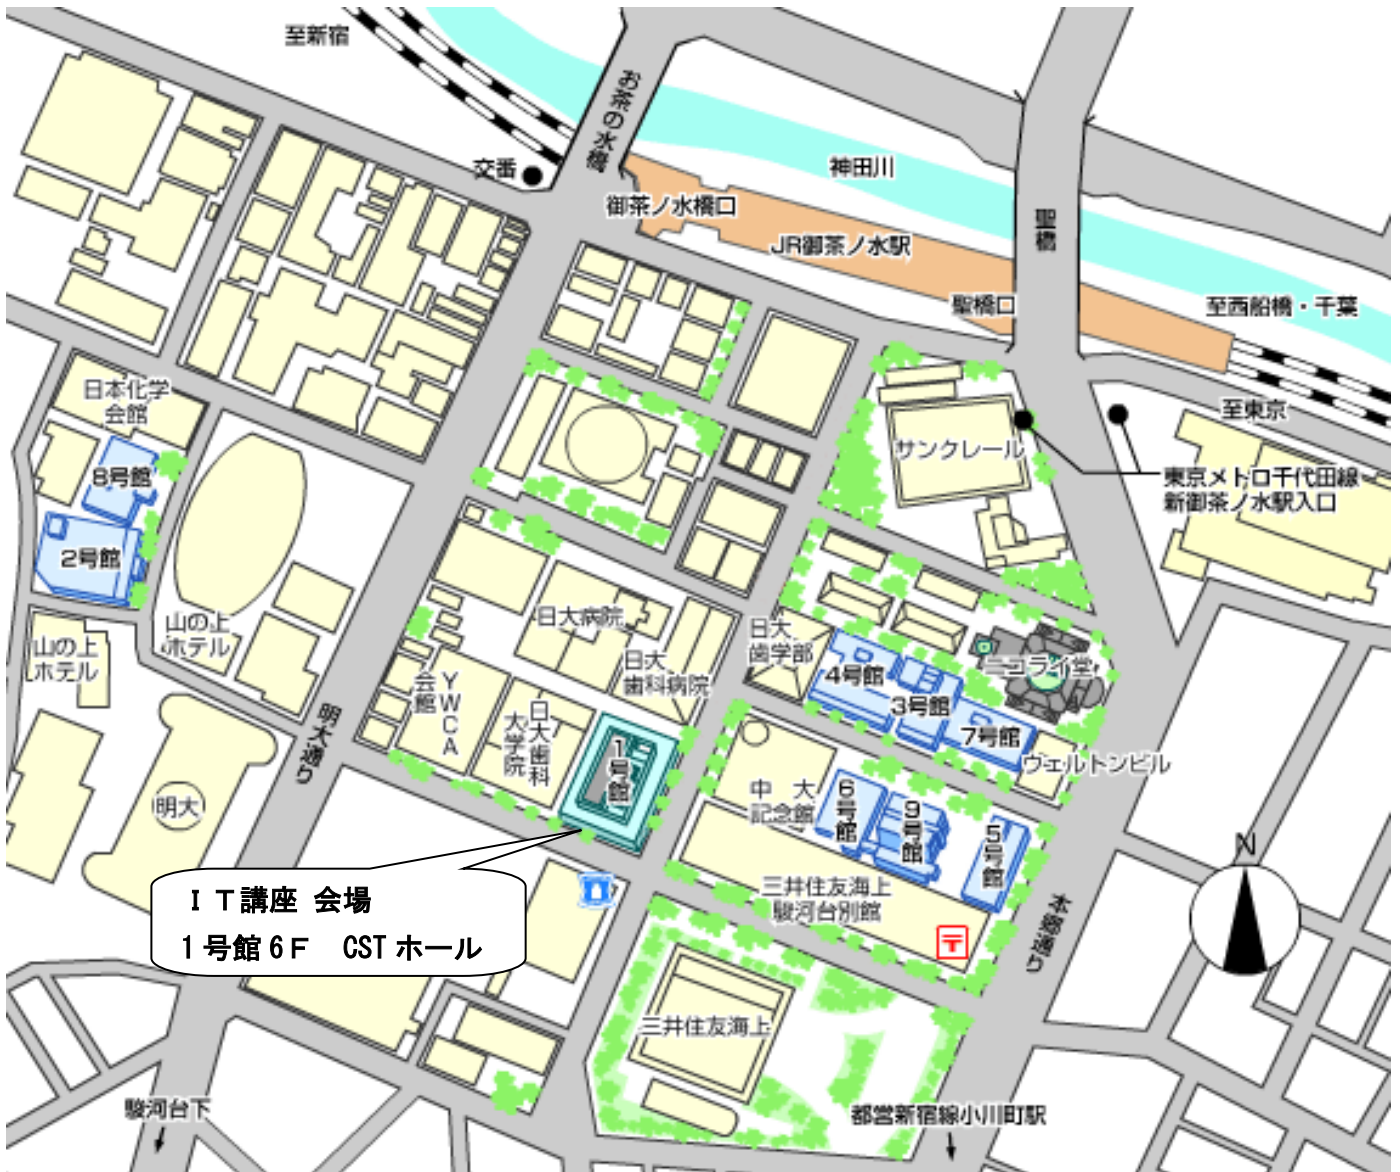 至新宿
お茶の水橋
交番
神田川
御茶ノ水橋口
聖橋
JR御茶ノ水駅
聖橋口
至西船橋・千葉
日本化学
会館
至東京
サンクレール
8号館
東京メトロ千代田線
新御茶ノ水駅入口
2号館
山の上
ホテル
山の上
ホテル
日大病院
日大
歯科病院
日大
歯学部
4号館
ニコライ堂
3号館
7号館
ウェルトンビル
YWCA
会館
日大歯科
大学院
1号館
明大通り
明大
中大
記念館
6号館
9号館
5号館
N
三井住友海上
駿河台別館
〒
本郷通り
IT講座 会場
1号館6F CSTホール
三井住友海上
駿河台下
都営新宿線小川町駅